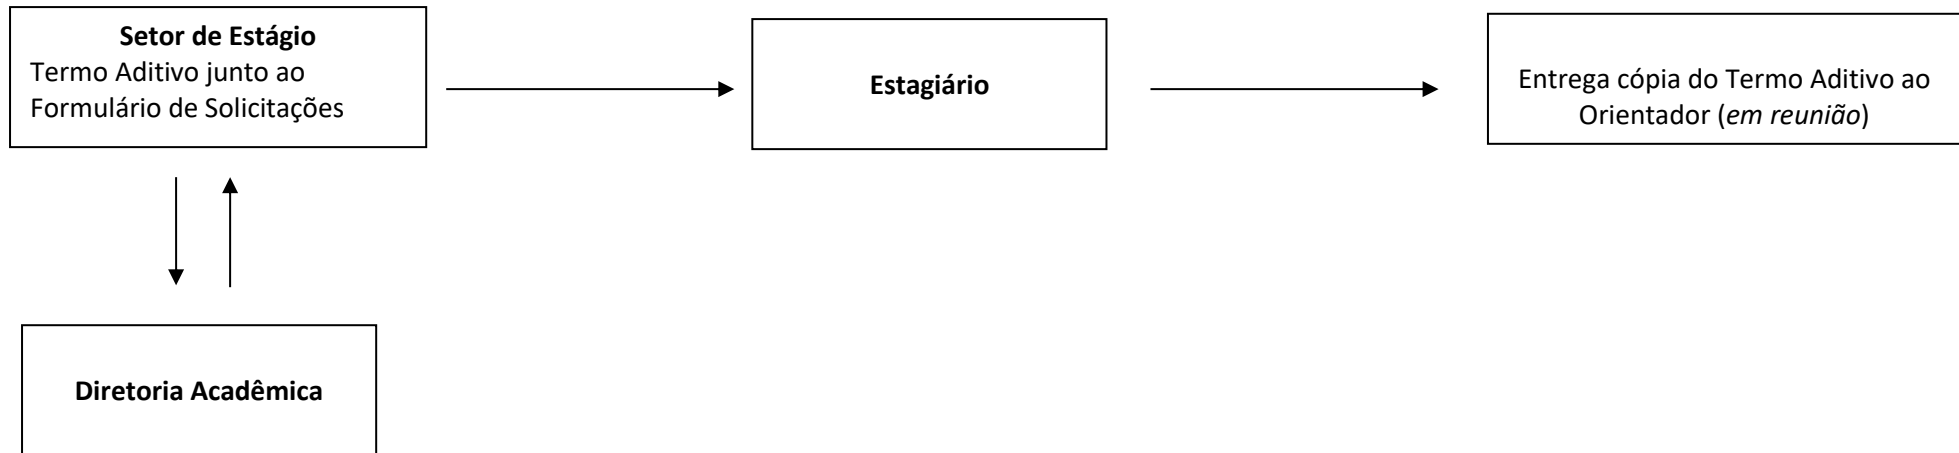 Setor de Estágio
Termo Aditivo junto ao
Formulário de Solicitações
Estagiário
Entrega cópia do Termo Aditivo ao
Orientador (em reunião)
Diretoria Acadêmica